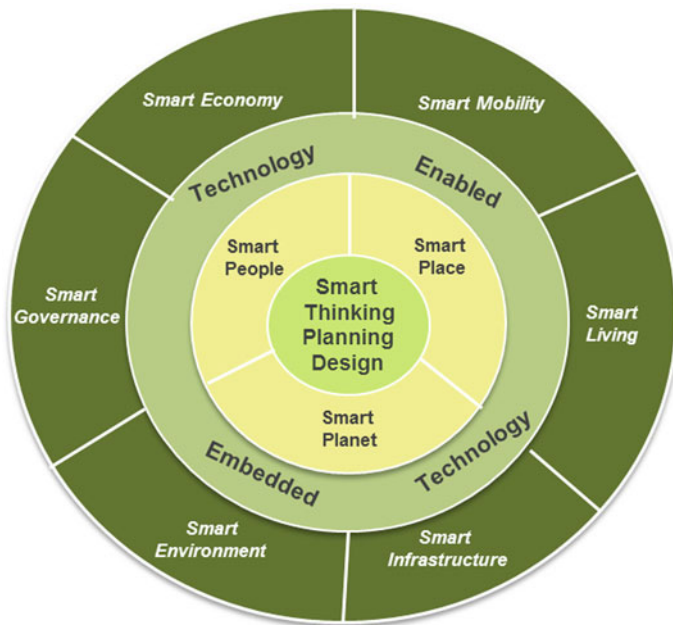 Smart Economy
Smart Mobility
Technology
Enabled
Smart
People
Smart
Place
Smart
Governance
Smart
Thinking
Planning
Design
Smart
Living
Smart
Planet
Embedded
Technology
Smart
Environment
Smart
Infrastructure